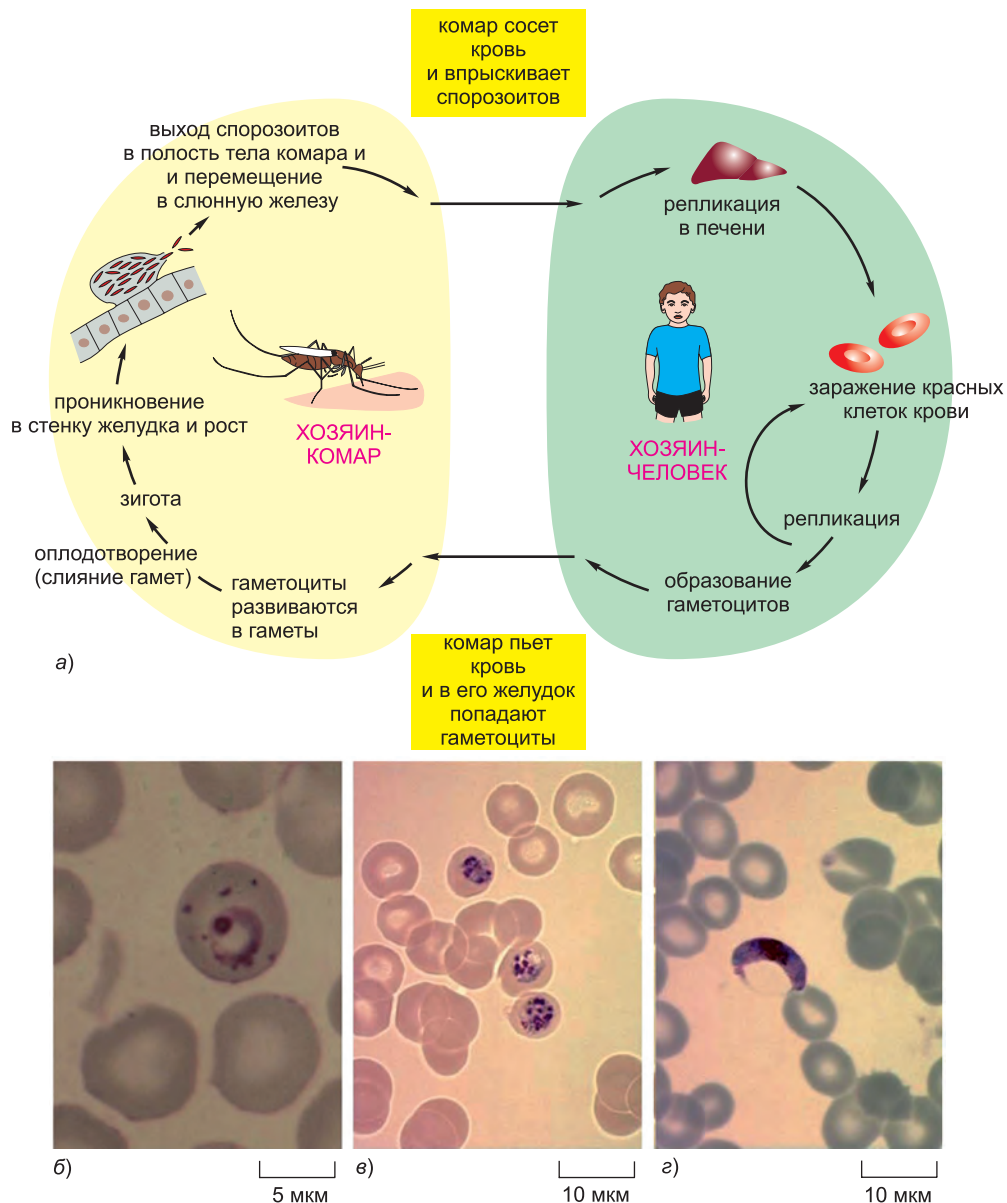 комар сосет
кровь
и впрыскивает
спорозоитов
выход спорозоитов
в полость тела комара и
и перемещение
в слюнную железу
репликация
в печени
проникновение
в стенку желудка и рост
ХОЗЯИН-
КОМАР
ХОЗЯИН-
ЧЕЛОВЕК
заражение красных
клеток крови
зигота
репликация
оплодотворение
(слияние гамет)
гаметоциты
развиваются
в гаметы
образование
гаметоцитов
а)
комар пьет
кровь
и в его желудок
попадают
гаметоциты
б)
5 мкм
в)
10 мкм
г)
10 мкм